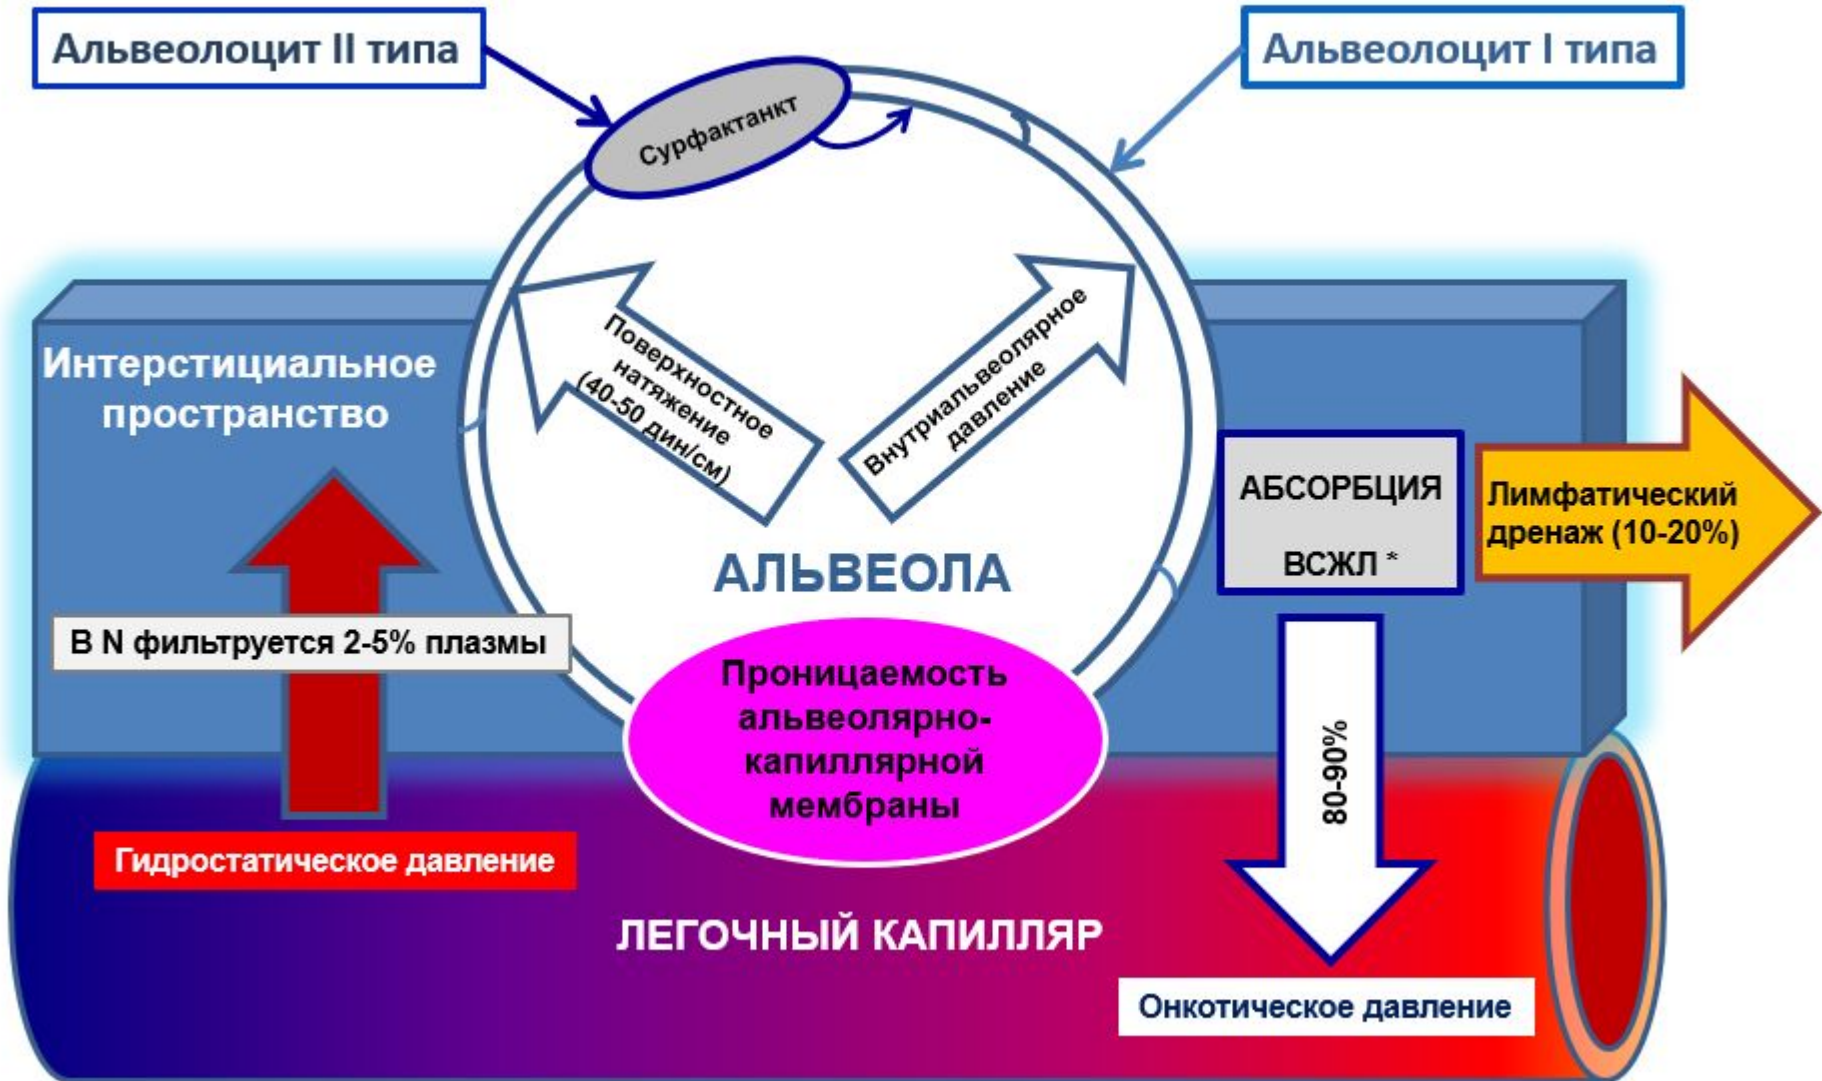 Альвеолоцит II типа
Альвеолоцит I типа
Сурфактанкт
Интерстициальное
пространство
Поверхностное
натяжение
(40-50 дин/см)
Внутриальвеолярное
давление
АБСОРБЦИЯ
ВСЖЛ *
Лимфатический
дренаж (10-20%)
АЛЬВЕОЛА
В N фильтруется 2-5% плазмы
Проницаемость
альвеолярно-
капиллярной
мембраны
80-90%
Гидростатическое давление
ЛЕГОЧНЫЙ КАПИЛЛЯР
Онкотическое давление